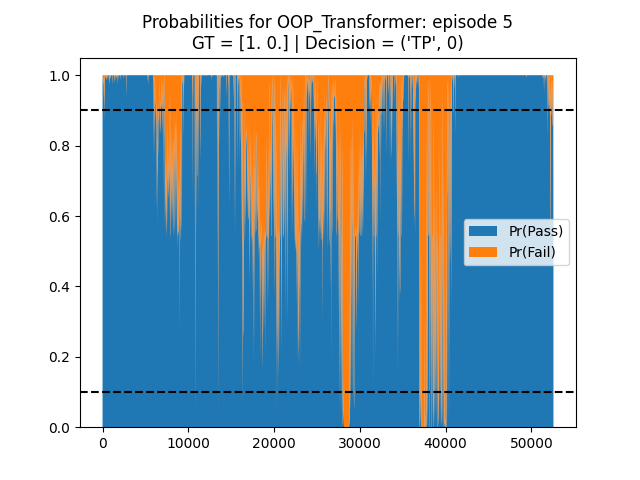 Probabilities for OOP_Transformer: episode 5
GT = [1. 0.] | Decision = ('TP', 0)
1.0
0.8
0.6
0.4
0.2
0.0
Pr(Pass)
Pr(Fail)
0 10000 20000 30000 40000 50000